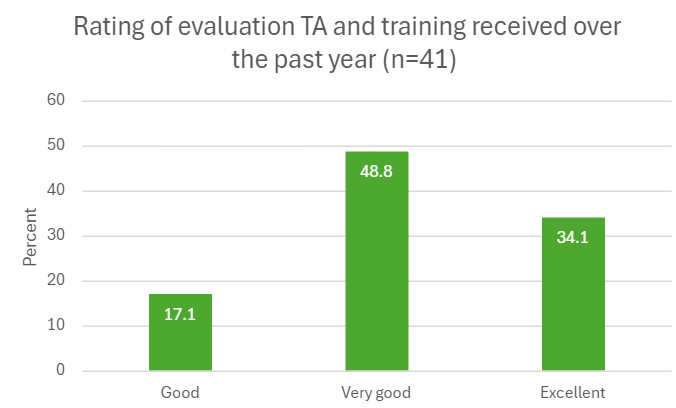 Rating of evaluation TA and training received over
the past year (n=41)
60
50
40
30
20
10
0
Percent
17.1
48.8
34.1
Good
Very good
Excellent